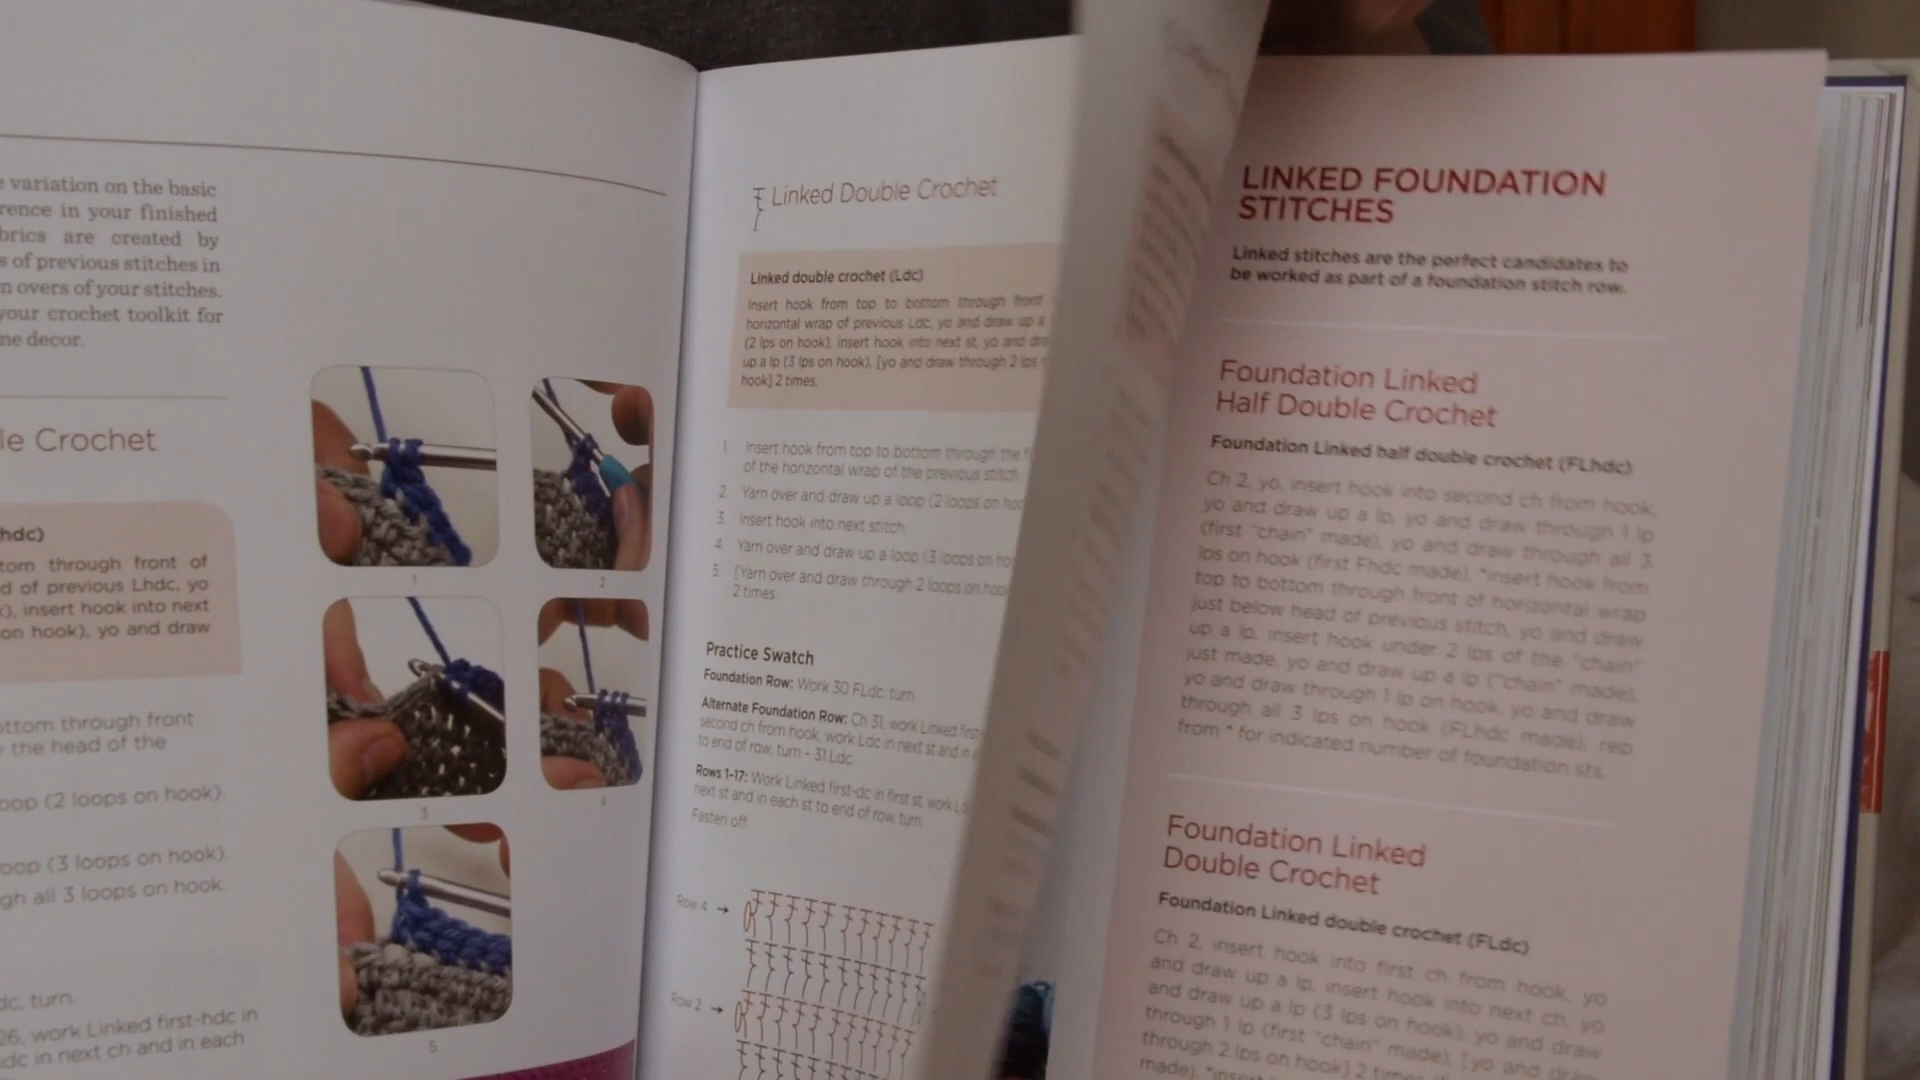 variation on the basic
rence in your finished
brics are created by
s of previous stitches in
n overs of your stitches.
your crochet toolkit for
me decor.
le Crochet
hdc)
tom through front of
d of previous Lhdc, yo
), insert hook into next
on hook), yo and draw
ottom through front
the head of the
oop (2 loops on hook).
oop (3 loops on hook).
gh all 3 loops on hook.
dc, turn.
26, work Linked first-hdc in
dc in next ch and in each
1
2
3
4
5
Linked Double Crochet
Linked double crochet (Ldc)
Insert hook from top to bottom through front
horizontal wrap of previous Ldc, yo and draw up a
(2 lps on hook), insert hook into next st, yo and
up a lp (3 lps on hook), [yo and draw through 2 lps
hook] 2 times.
1. Insert hook from top to bottom through the
of the horizontal wrap of the previous stitch.
2. Yarn over and draw up a loop (2 loops on
3. Insert hook into next stitch.
4. Yarn over and draw up a loop (3 loops on
5. [Yarn over and draw through 2 loops on
2 times.
Practice Swatch
Foundation Row: Work 30 FLdc, turn.
Alternate Foundation Row: Ch 31, work Linked first-
second ch from hook, work Ldc in next st and in
to end of row, turn – 31 Ldc.
Rows 1-17: Work Linked first-dc in first st, work
next st and in each st to end of row, turn.
Fasten off.
Row 4 →
Row 2 →
LINKED FOUNDATION
STITCHES
Linked stitches are the perfect candidates to
be worked as part of a foundation stitch row.
Foundation Linked
Half Double Crochet
Foundation Linked half double crochet (FLhdc)
Ch 2, yo, insert hook into second ch from hook,
yo and draw up a lp, yo and draw through 1 lp
(first "chain" made), yo and draw through all 3
lps on hook (first Fhdc made), *insert hook from
top to bottom through front of horizontal wrap
just below head of previous stitch, yo and draw
up a lp, insert hook under 2 lps of the "chain"
just made, yo and draw up a lp ("chain" made),
yo and draw through 1 lp on hook, yo and draw
through all 3 lps on hook (FLhdc made); rep
from * for indicated number of foundation sts.
Foundation Linked
Double Crochet
Foundation Linked double crochet (FLdc)
Ch 2, insert hook into first ch from hook, yo
and draw up a lp, insert hook into next ch, yo
and draw up a lp (3 lps on hook), yo and draw
through 1 lp (first "chain" made), [yo and draw
through 2 lps on hook] 2 times
made), *insert